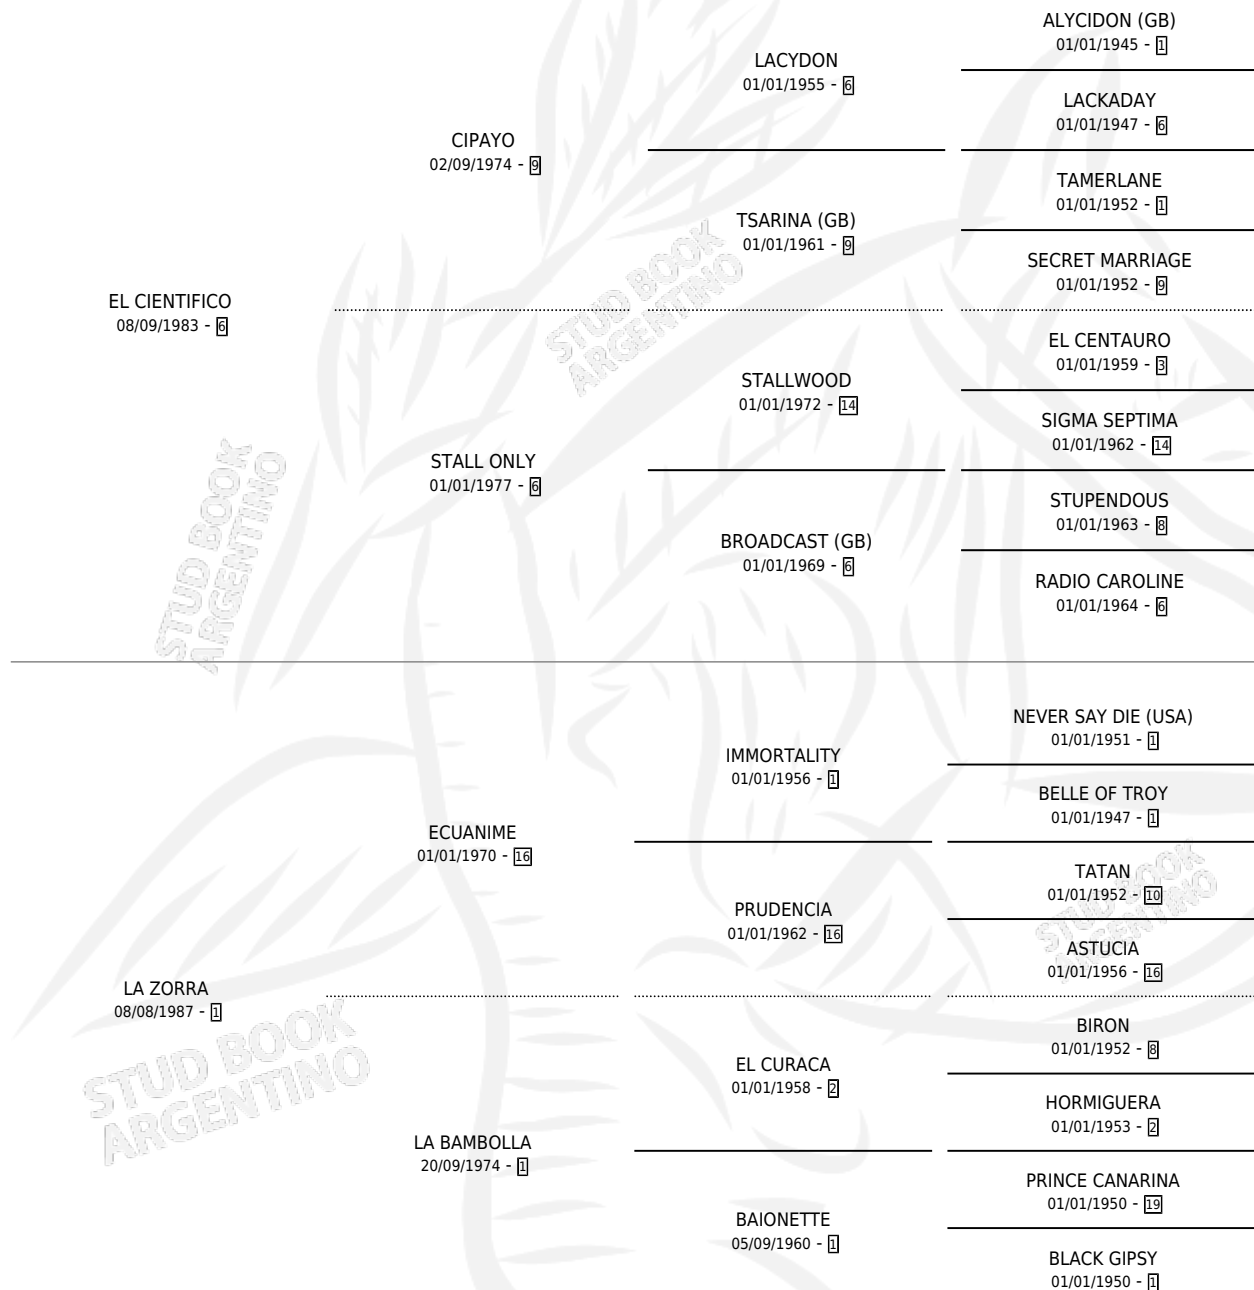 ALYCIDON (GB)
01/01/1945 - 1
LACYDON
01/01/1955 - 6
LACKADAY
01/01/1947 - 6
CIPAYO
02/09/1974 - 9
TAMERLANE
01/01/1952 - 1
TSARINA (GB)
01/01/1961 - 9
SECRET MARRIAGE
01/01/1952 - 9
EL CIENTIFICO
08/09/1983 - 6
STUD BOOK
ARGENTINO
EL CENTAURO
01/01/1959 - 3
STALLWOOD
01/01/1972 - 14
SIGMA SEPTIMA
01/01/1962 - 14
STALL ONLY
01/01/1977 - 6
STUPENDOUS
01/01/1963 - 8
BROADCAST (GB)
01/01/1969 - 6
RADIO CAROLINE
01/01/1964 - 6
STUD BOOK
ARGENTINO
NEVER SAY DIE (USA)
01/01/1951 - 1
IMMORTALITY
01/01/1956 - 1
BELLE OF TROY
01/01/1947 - 1
ECUANIME
01/01/1970 - 16
TATAN
01/01/1952 - 10
PRUDENCIA
01/01/1962 - 16
STUD BOOK
ARGENTINO
ASTUCIA
01/01/1956 - 16
LA ZORRA
08/08/1987 - 1
BIRON
01/01/1952 - 8
EL CURACA
01/01/1958 - 2
STUD BOOK
ARGENTINO
HORMIGUERA
01/01/1953 - 2
LA BAMBOLLA
20/09/1974 - 1
PRINCE CANARINA
01/01/1950 - 19
BAIONETTE
05/09/1960 - 1
BLACK GIPSY
01/01/1950 - 1